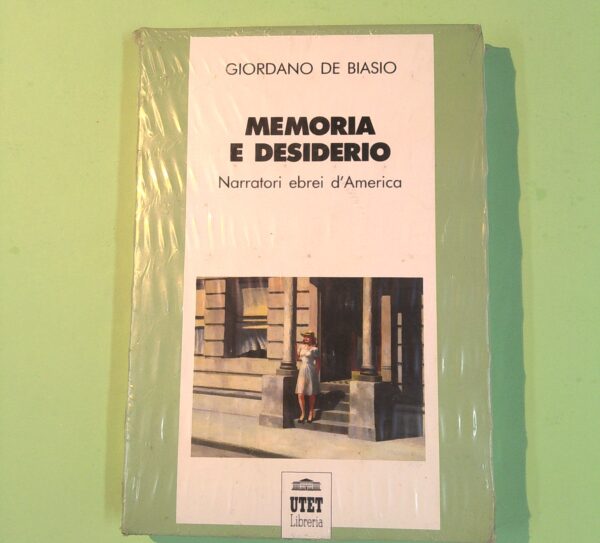 GIORDANO DE BIASIO
MEMORIA
E DESIDERIO
Narratori ebrei d'America
UTET
Libreria